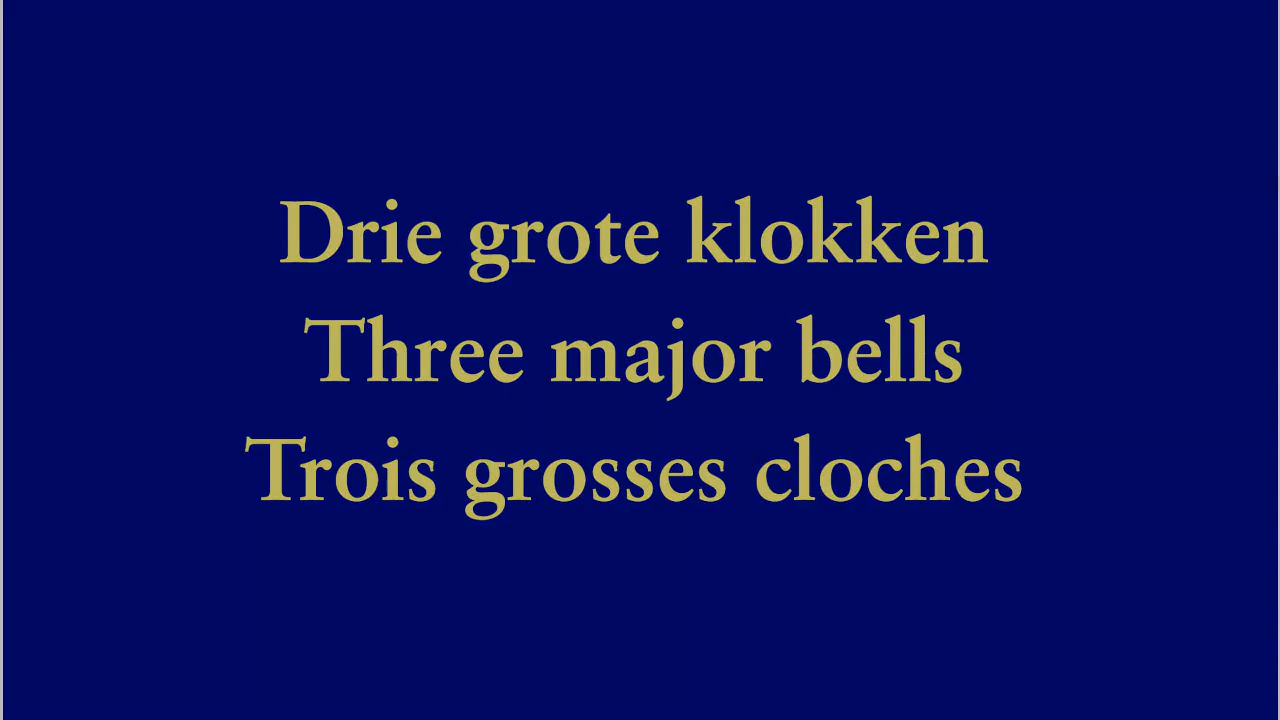 Drie grote klokken
Three major bells
Trois grosses cloches